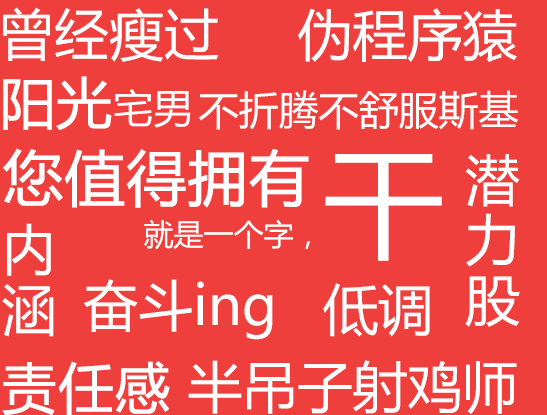 曾经瘦过 伪程序猿
阳光宅男 不折腾不舒服斯基
您值得拥有
就是一个字，干
潜力股
内涵
奋斗ing 低调
责任感 半吊子射鸡师